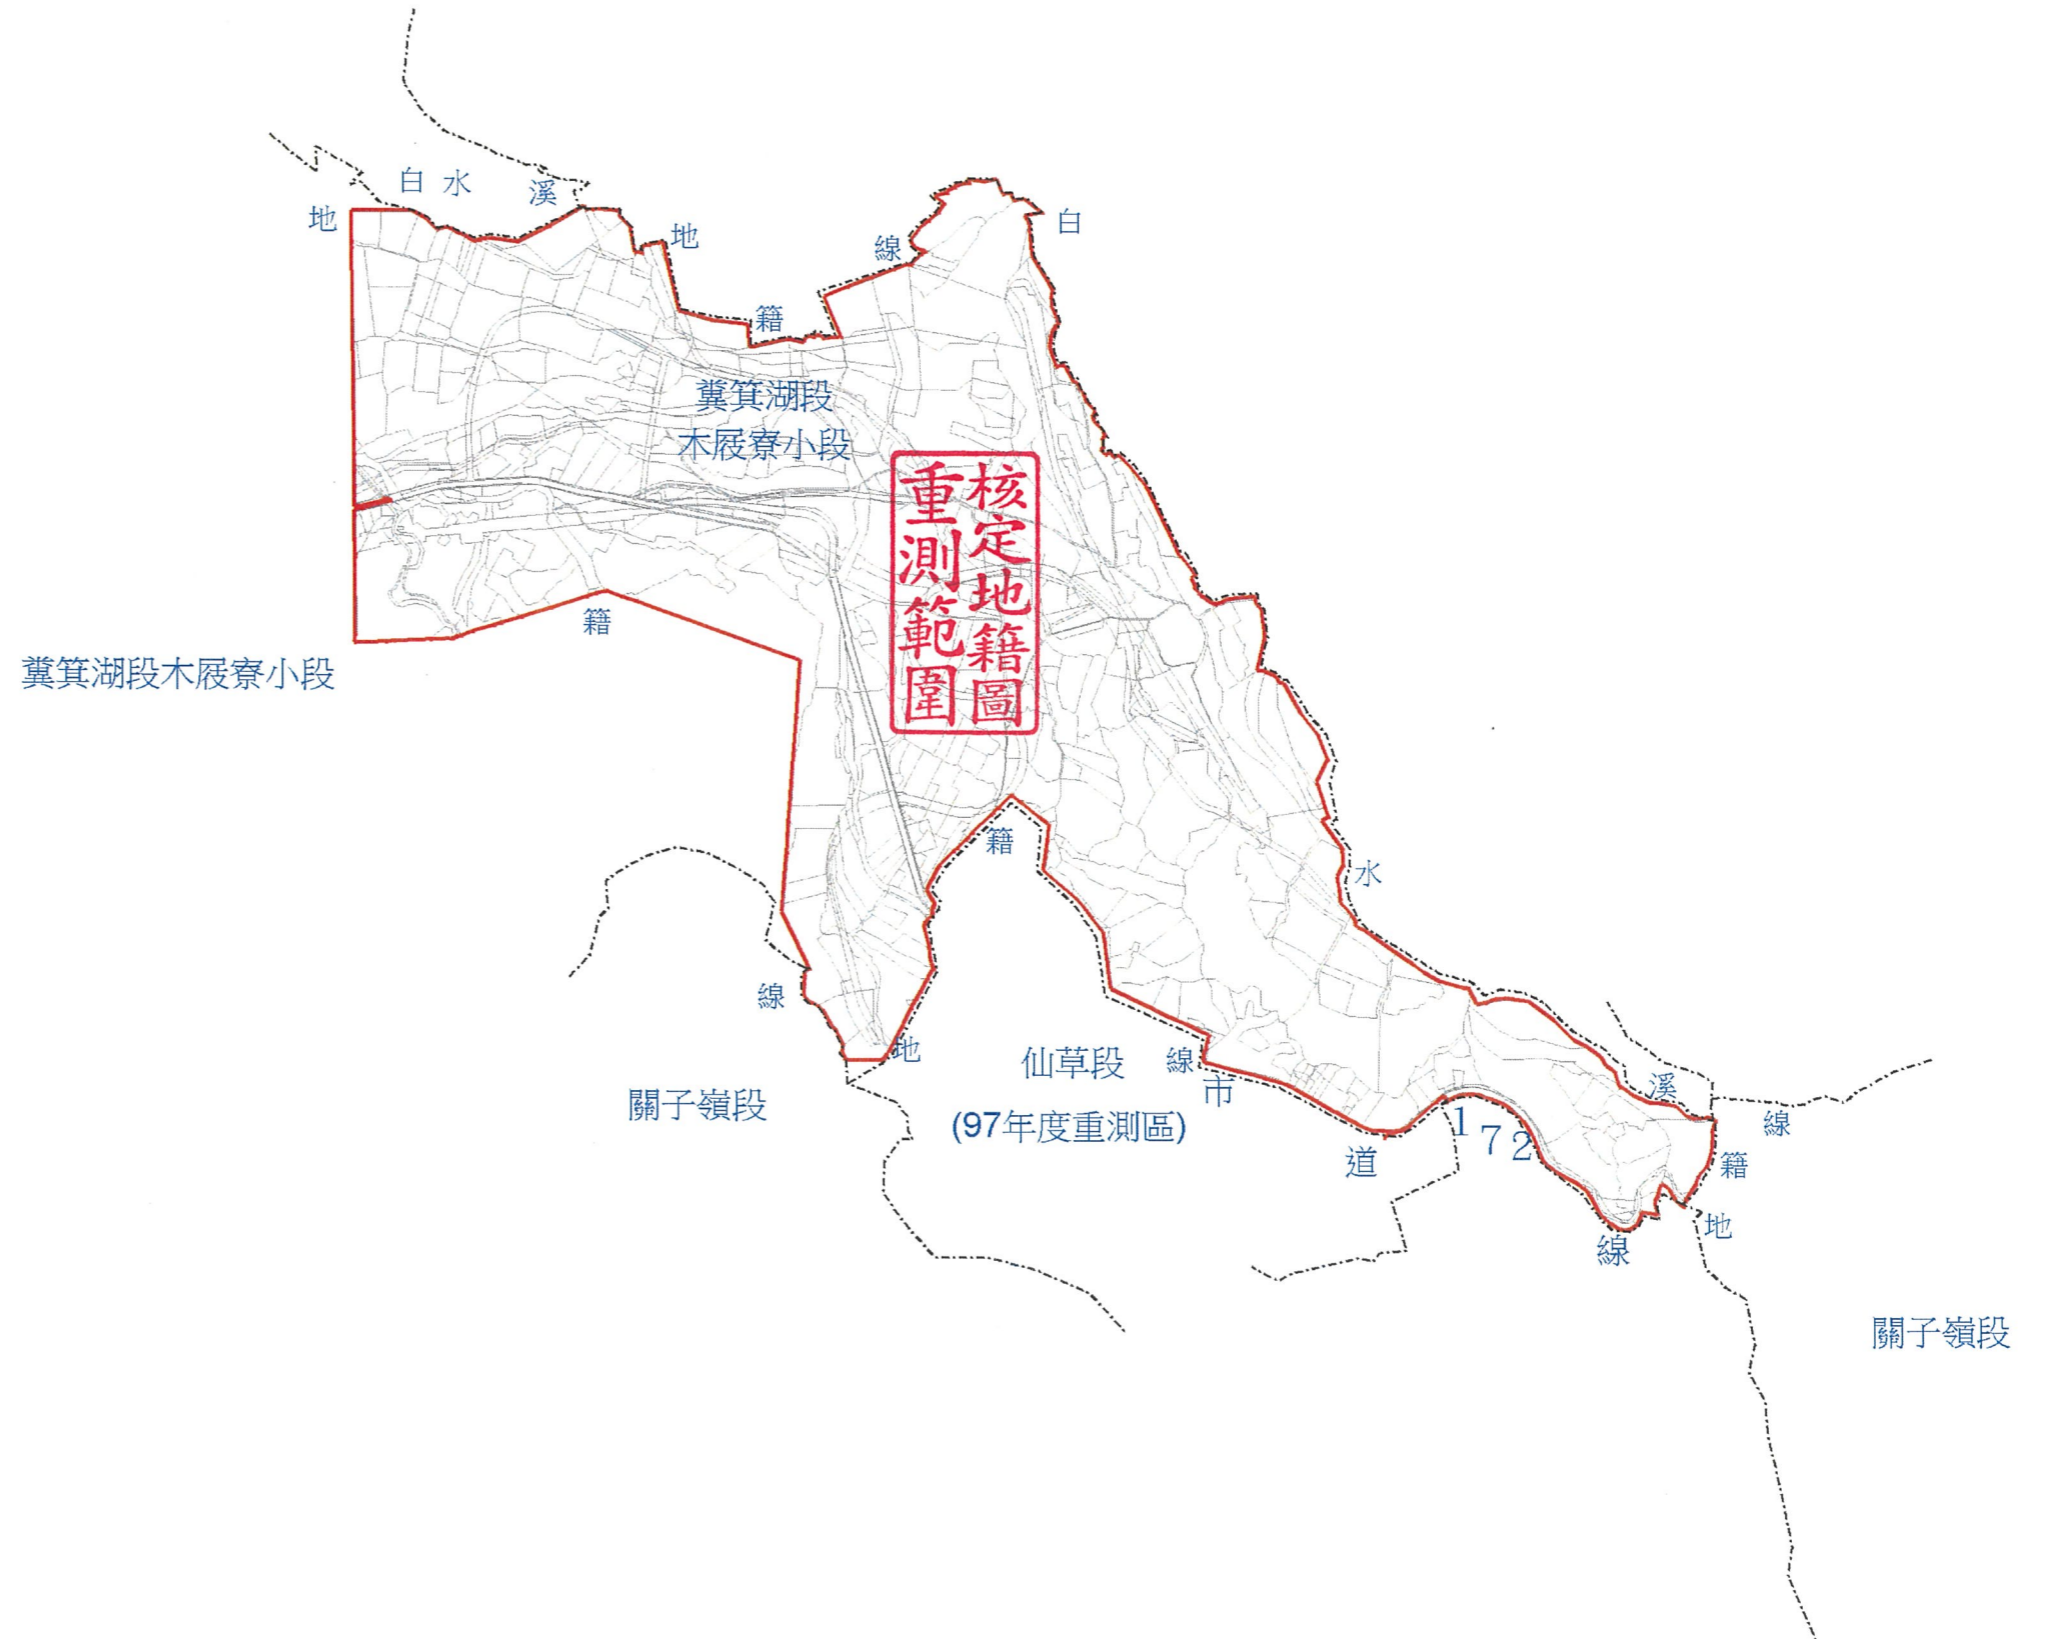 白水溪
地
地
籍
線
白
糞箕湖段
木屐寮小段
核定地籍圖
重測範圍
籍
糞箕湖段木屐寮小段
籍
水
線
地
關子嶺段
仙草段
(97年度重測區)
線
市
道
172
線
溪
線
籍
地
關子嶺段